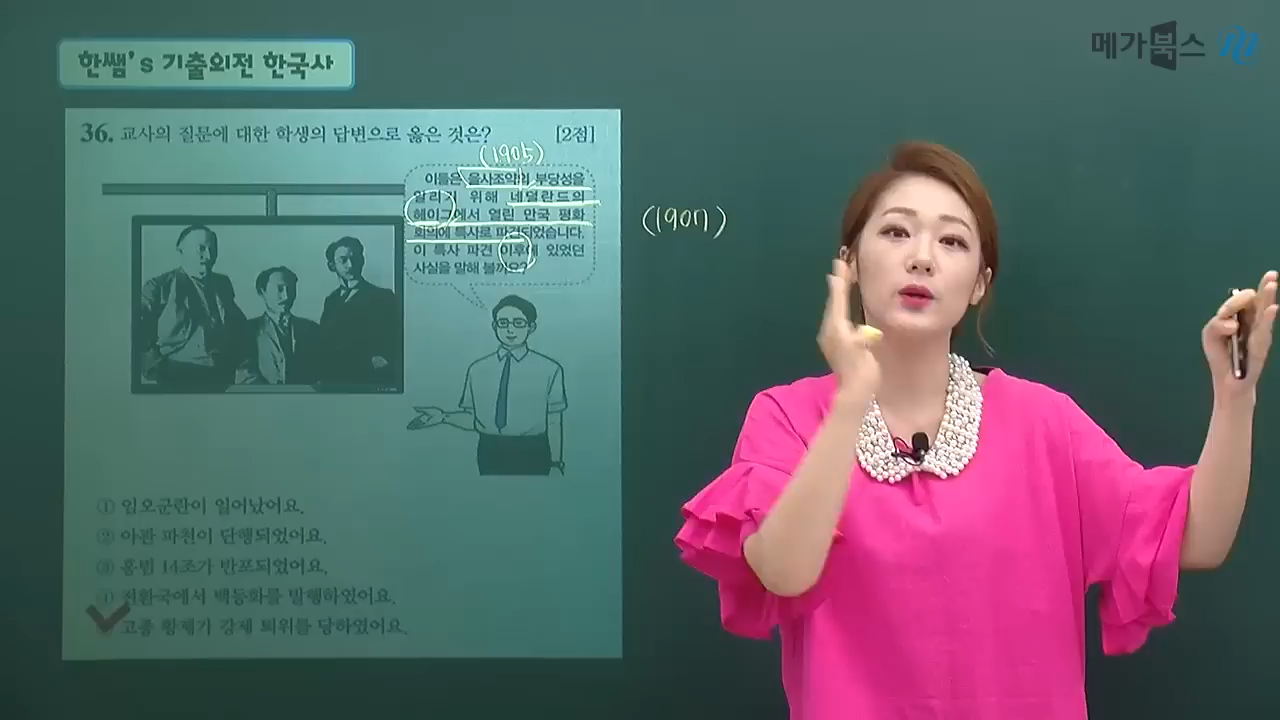 한쌤's 기출외전 한국사
메가북스
36. 교사의 질문에 대한 학생의 답변으로 옳은 것은? [2점]
(1905)
이들은 을사조약의 부당성을
알리기 위해 네덜란드의
헤이그에서 열린 만국 평화
회의에 특사로 파견되었습니다.
이 특사 파견 이후에 있었던
사실을 말해 볼까요?
(1907)
① 임오군란이 일어났어요.
② 아관 파천이 단행되었어요.
③ 홍범 14조가 반포되었어요.
④ 전환국에서 백동화를 발행하였어요.
고종 황제가 강제 퇴위를 당하였어요.